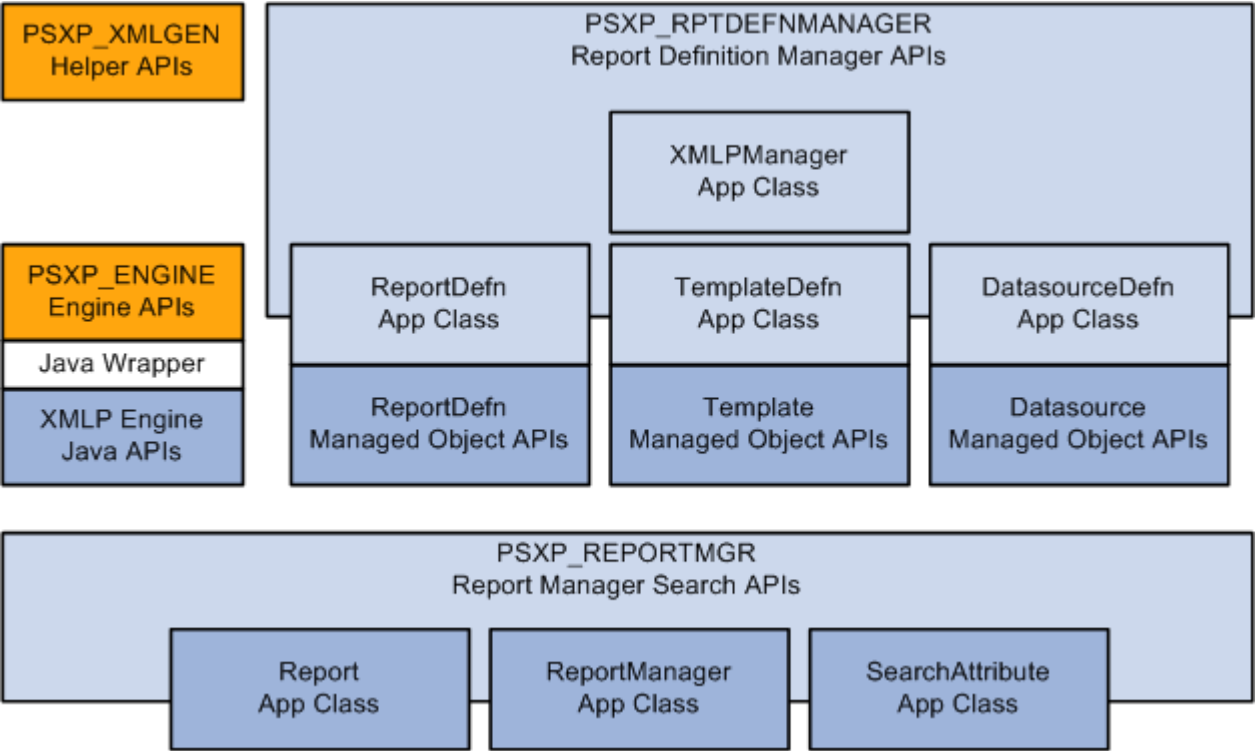 PSXP_XMLGEN
Helper APIs
PSXP_RPTDEFNMANAGER
Report Definition Manager APIs
XMLPManager
App Class
PSXP_ENGINE
Engine APIs
Java Wrapper
XMLP Engine
Java APIs
ReportDefn
App Class
TemplateDefn
App Class
DatasourceDefn
App Class
ReportDefn
Managed Object APIs
Template
Managed Object APIs
Datasource
Managed Object APIs
PSXP_REPORTMGR
Report Manager Search APIs
Report
App Class
ReportManager
App Class
SearchAttribute
App Class